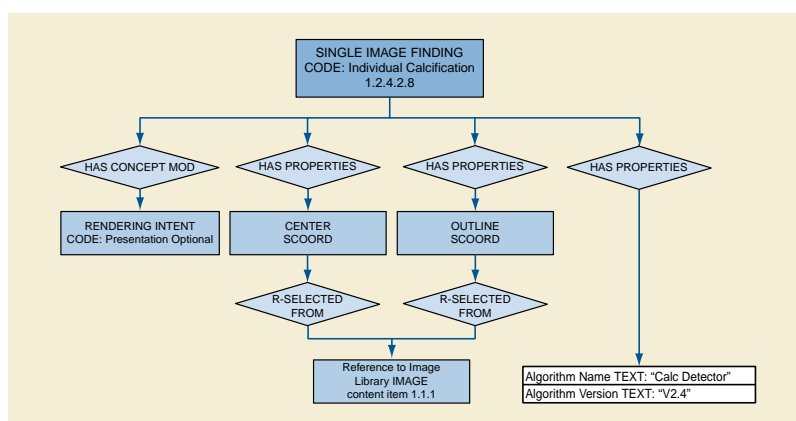 SINGLE IMAGE FINDING
CODE: Individual Calcification
1.2.4.2.8
HAS CONCEPT MOD
HAS PROPERTIES
HAS PROPERTIES
HAS PROPERTIES
RENDERING INTENT
CODE: Presentation Optional
CENTER
SCOORD
OUTLINE
SCOORD
R-SELECTED
FROM
R-SELECTED
FROM
Reference to Image
Library IMAGE
content item 1.1.1
Algorithm Name TEXT: “Calc Detector”
Algorithm Version TEXT: “V2.4”